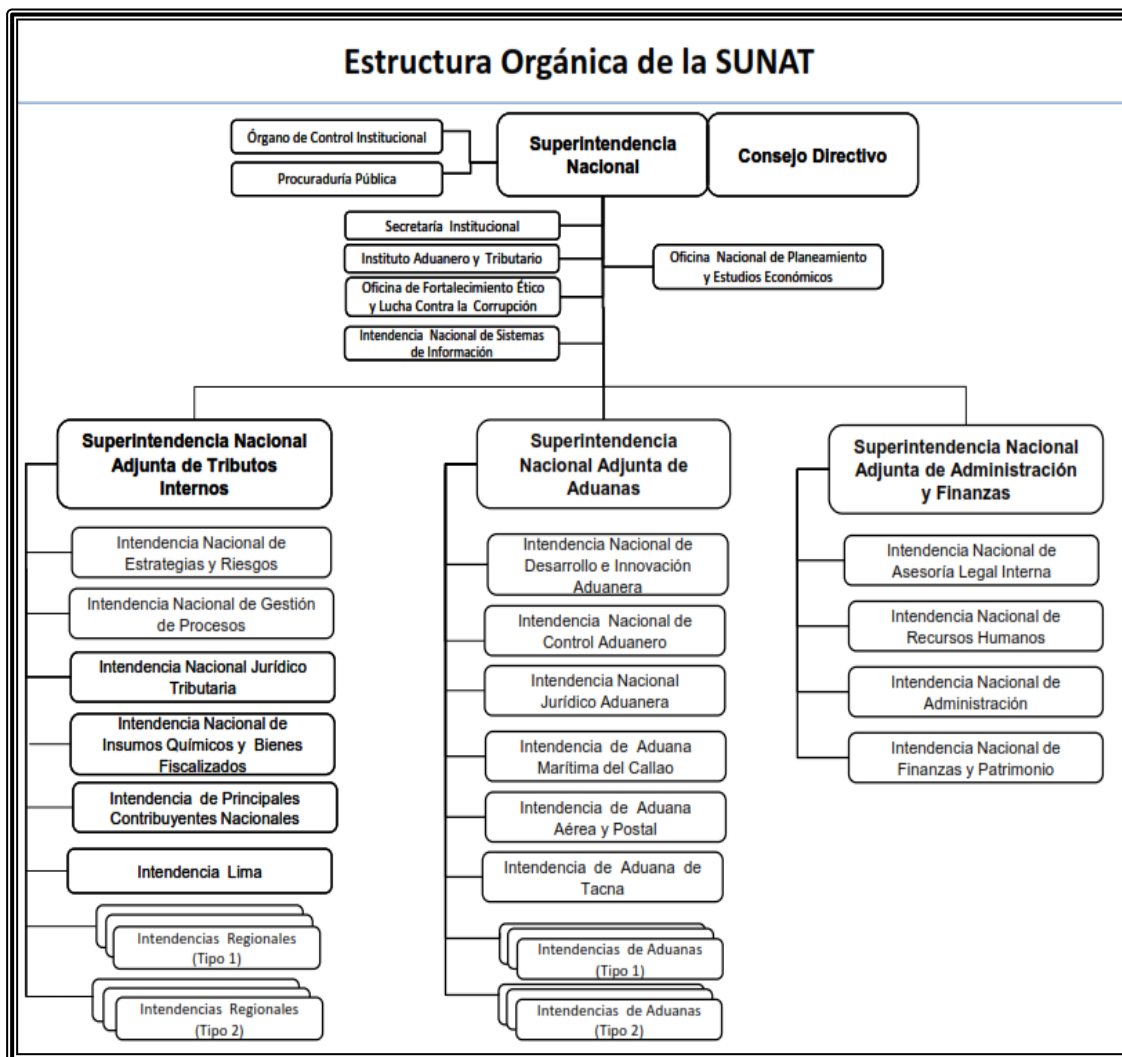 Estructura Orgánica de la SUNAT
Órgano de Control Institucional
Procuraduría Pública
Superintendencia
Nacional
Consejo Directivo
Secretaría Institucional
Instituto Aduanero y Tributario
Oficina de Fortalecimiento Ético
y Lucha Contra la Corrupción
Intendencia Nacional de Sistemas
de Información
Oficina Nacional de Planeamiento
y Estudios Económicos
Superintendencia Nacional
Adjunta de Tributos
Internos
Intendencia Nacional de
Estrategias y Riesgos
Intendencia Nacional de Gestión
de Procesos
Intendencia Nacional Jurídico
Tributaria
Intendencia Nacional de
Insumos Químicos y Bienes
Fiscalizados
Intendencia de Principales
Contribuyentes Nacionales
Intendencia Lima
Intendencias Regionales
(Tipo 1)
Intendencias Regionales
(Tipo 2)
Superintendencia
Nacional Adjunta de
Aduanas
Intendencia Nacional de
Desarrollo e Innovación
Aduanera
Intendencia Nacional de
Control Aduanero
Intendencia Nacional
Jurídico Aduanera
Intendencia de Aduana
Marítima del Callao
Intendencia de Aduana
Aérea y Postal
Intendencia de Aduana de
Tacna
Intendencias de Aduanas
(Tipo 1)
Intendencias de Aduanas
(Tipo 2)
Superintendencia Nacional
Adjunta de Administración
y Finanzas
Intendencia Nacional de
Asesoría Legal Interna
Intendencia Nacional de
Recursos Humanos
Intendencia Nacional de
Administración
Intendencia Nacional de
Finanzas y Patrimonio